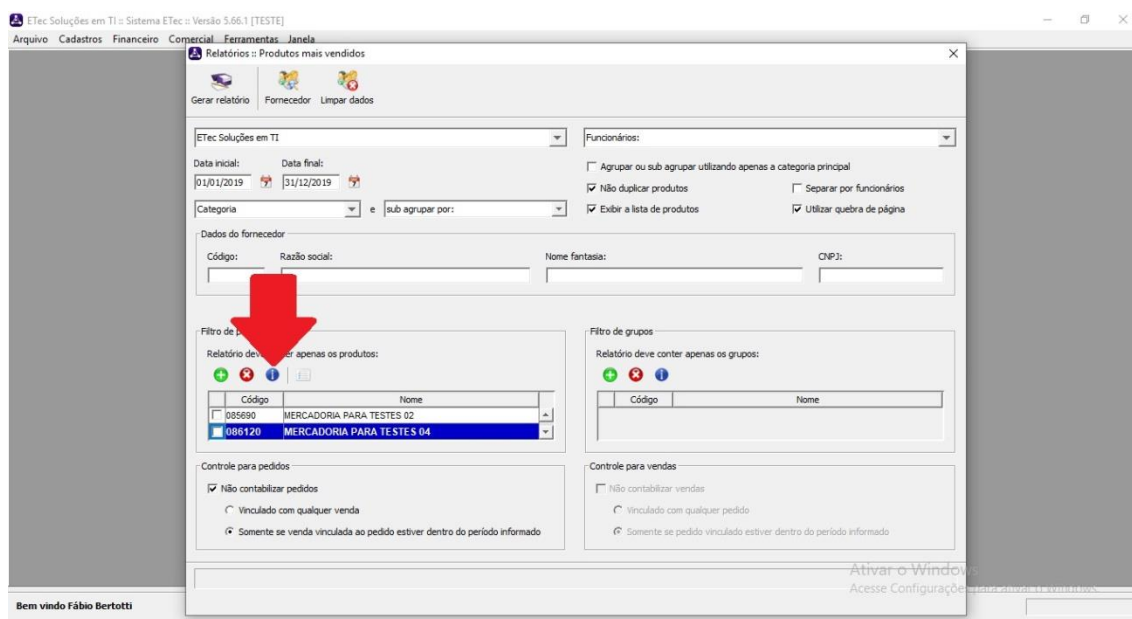 ETec Soluções em TI :: Sistema ETec :: Versão 5.66.1 [TESTE]
Arquivo Cadastros Financeiro Comercial Ferramentas Janela
Relatórios :: Produtos mais vendidos
Gerar relatório Fornecedor Limpar dados
ETec Soluções em TI Funcionários:
Data inicial: Data final:
Agrupar ou sub agrupar utilizando apenas a categoria principal
01/01/2019 31/12/2019
Não duplicar produtos Separar por funcionários
Categoria e sub agrupar por:
Exibir a lista de produtos Utilizar quebra de página
Dados do fornecedor
Código: Razão social: Nome fantasia: CNPJ:
Filtro de Filtro de grupos
Relatório apenas os produtos: Relatório deve conter apenas os grupos:
Código Nome Código Nome
085690 MERCADORIA PARA TESTES 02
086120 MERCADORIA PARA TESTES 04
Controle para pedidos Controle para vendas
Não contabilizar pedidos Não contabilizar vendas
Vinculado com qualquer venda Vinculado com qualquer pedido
Somente se venda vinculada ao pedido estiver dentro do período informado Somente se pedido vinculado estiver dentro do período informado
Ativar o Windows
Acesse Configurações para ativar o Windows.
Bem vindo Fábio Bertotti